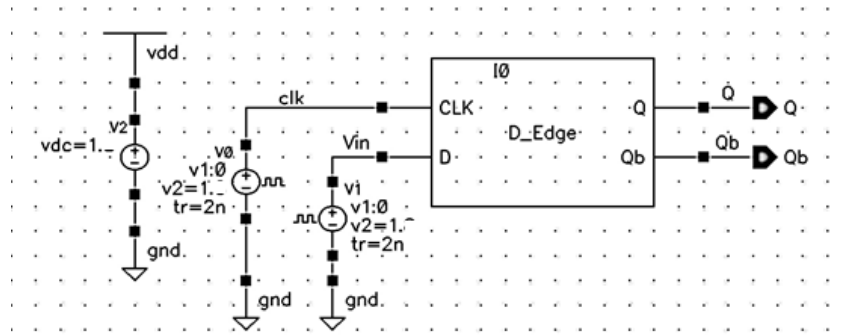 vdd
v2
vdc=1.
gnd
clk
v0
v1:0
v2=1.
tr=2n
gnd
Vin
v1
v1:0
v2=1.
tr=2n
gnd
I0
CLK
D
D_Edge
Q
Qb
Q
Q
Qb
Qb